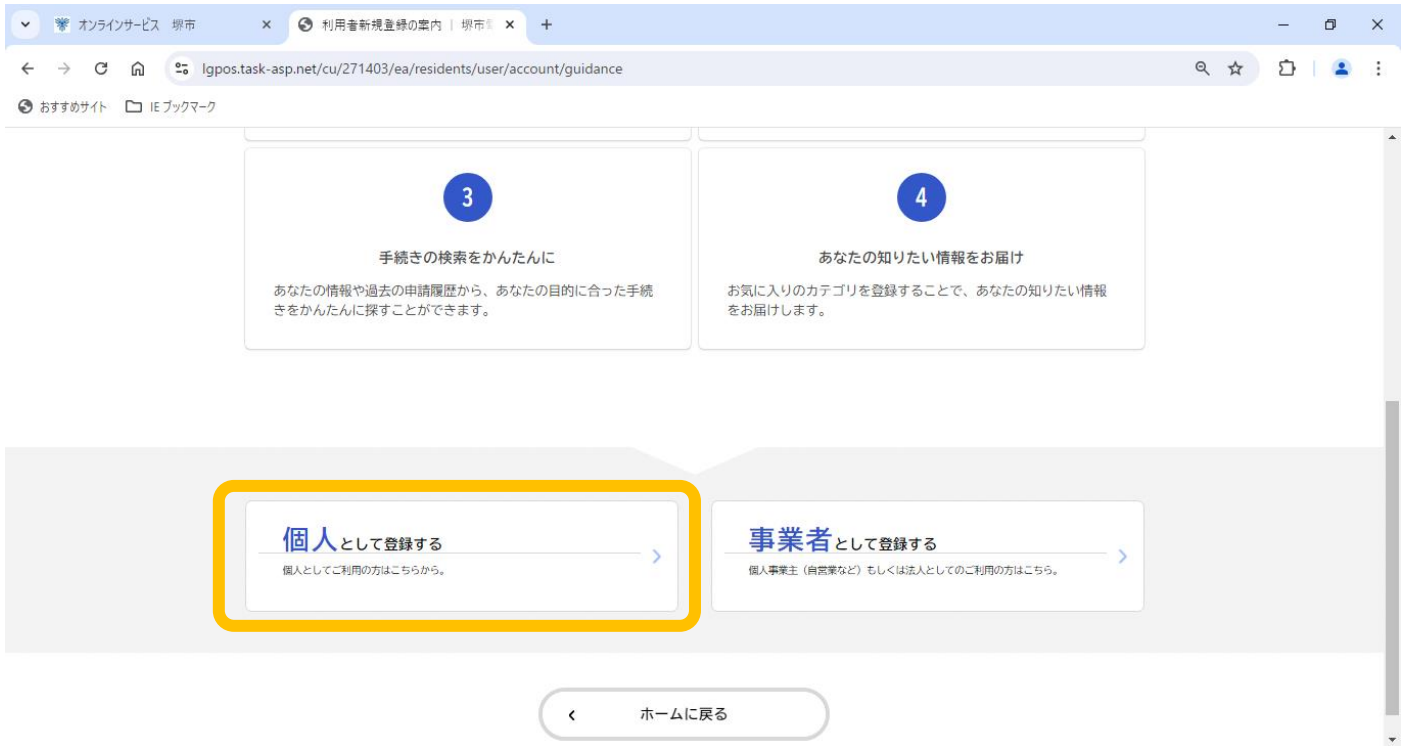 オンラインサービス 堺市
利用者新規登録の案内 | 堺市
lgpos.task-asp.net/cu/271403/ea/residents/user/account/guidance
おすすめサイト
IE ブックマーク
3
手続きの検索をかんたんに
あなたの情報や過去の申請履歴から、あなたの目的に合った手続
きをかんたんに探すことができます。
4
あなたの知りたい情報をお届け
お気に入りのカテゴリを登録することで、あなたの知りたい情報
をお届けします。
個人として登録する
個人としてご利用の方はこちらから。
事業者として登録する
個人事業主（自営業など）もしくは法人としてのご利用の方はこちら。
ホームに戻る